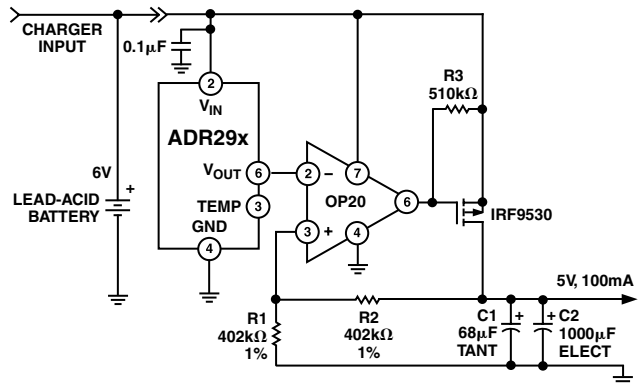 CHARGER
INPUT
0.1μF
2
VIN
ADR29x
VOUT
6
TEMP
3
GND
4
6V
+
LEAD-ACID
BATTERY
2
–
7
OP20
6
3
+
4
R3
510kΩ
IRF9530
5V, 100mA
R1
402kΩ
1%
R2
402kΩ
1%
C1
68μF
TANT
+
+
C2
1000μF
ELECT